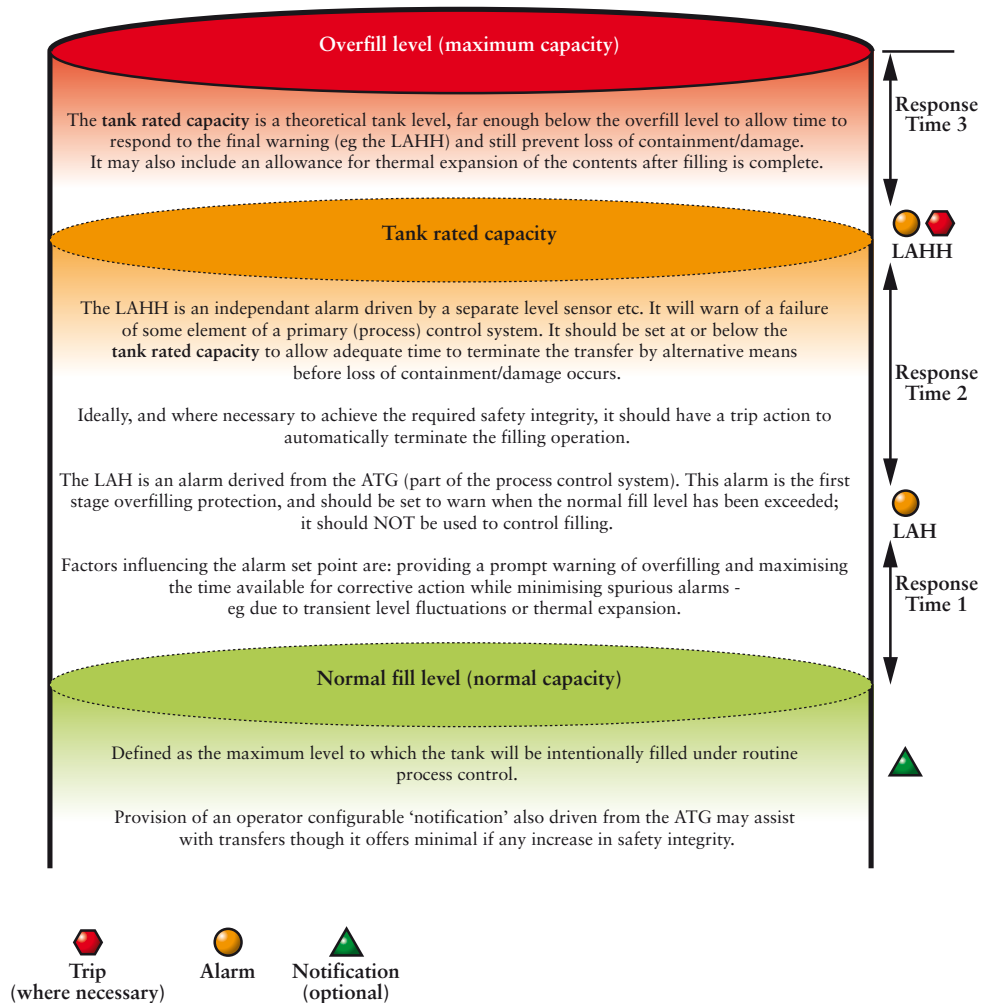 Overfill level (maximum capacity)
The tank rated capacity is a theoretical tank level, far enough below the overfill level to allow time to
respond to the final warning (eg the LAHH) and still prevent loss of containment/damage.
It may also include an allowance for thermal expansion of the contents after filling is complete.
Response
Time 3
Tank rated capacity
LAHH
The LAHH is an independant alarm driven by a separate level sensor etc. It will warn of a failure
of some element of a primary (process) control system. It should be set at or below the
tank rated capacity to allow adequate time to terminate the transfer by alternative means
before loss of containment/damage occurs.
Response
Time 2
Ideally, and where necessary to achieve the required safety integrity, it should have a trip action to
automatically terminate the filling operation.
The LAH is an alarm derived from the ATG (part of the process control system). This alarm is the first
stage overfilling protection, and should be set to warn when the normal fill level has been exceeded;
it should NOT be used to control filling.
LAH
Factors influencing the alarm set point are: providing a prompt warning of overfilling and maximising
the time available for corrective action while minimising spurious alarms -
eg due to transient level fluctuations or thermal expansion.
Response
Time 1
Normal fill level (normal capacity)
Defined as the maximum level to which the tank will be intentionally filled under routine
process control.
Provision of an operator configurable ‘notification’ also driven from the ATG may assist
with transfers though it offers minimal if any increase in safety integrity.
Trip
(where necessary)
Alarm
Notification
(optional)